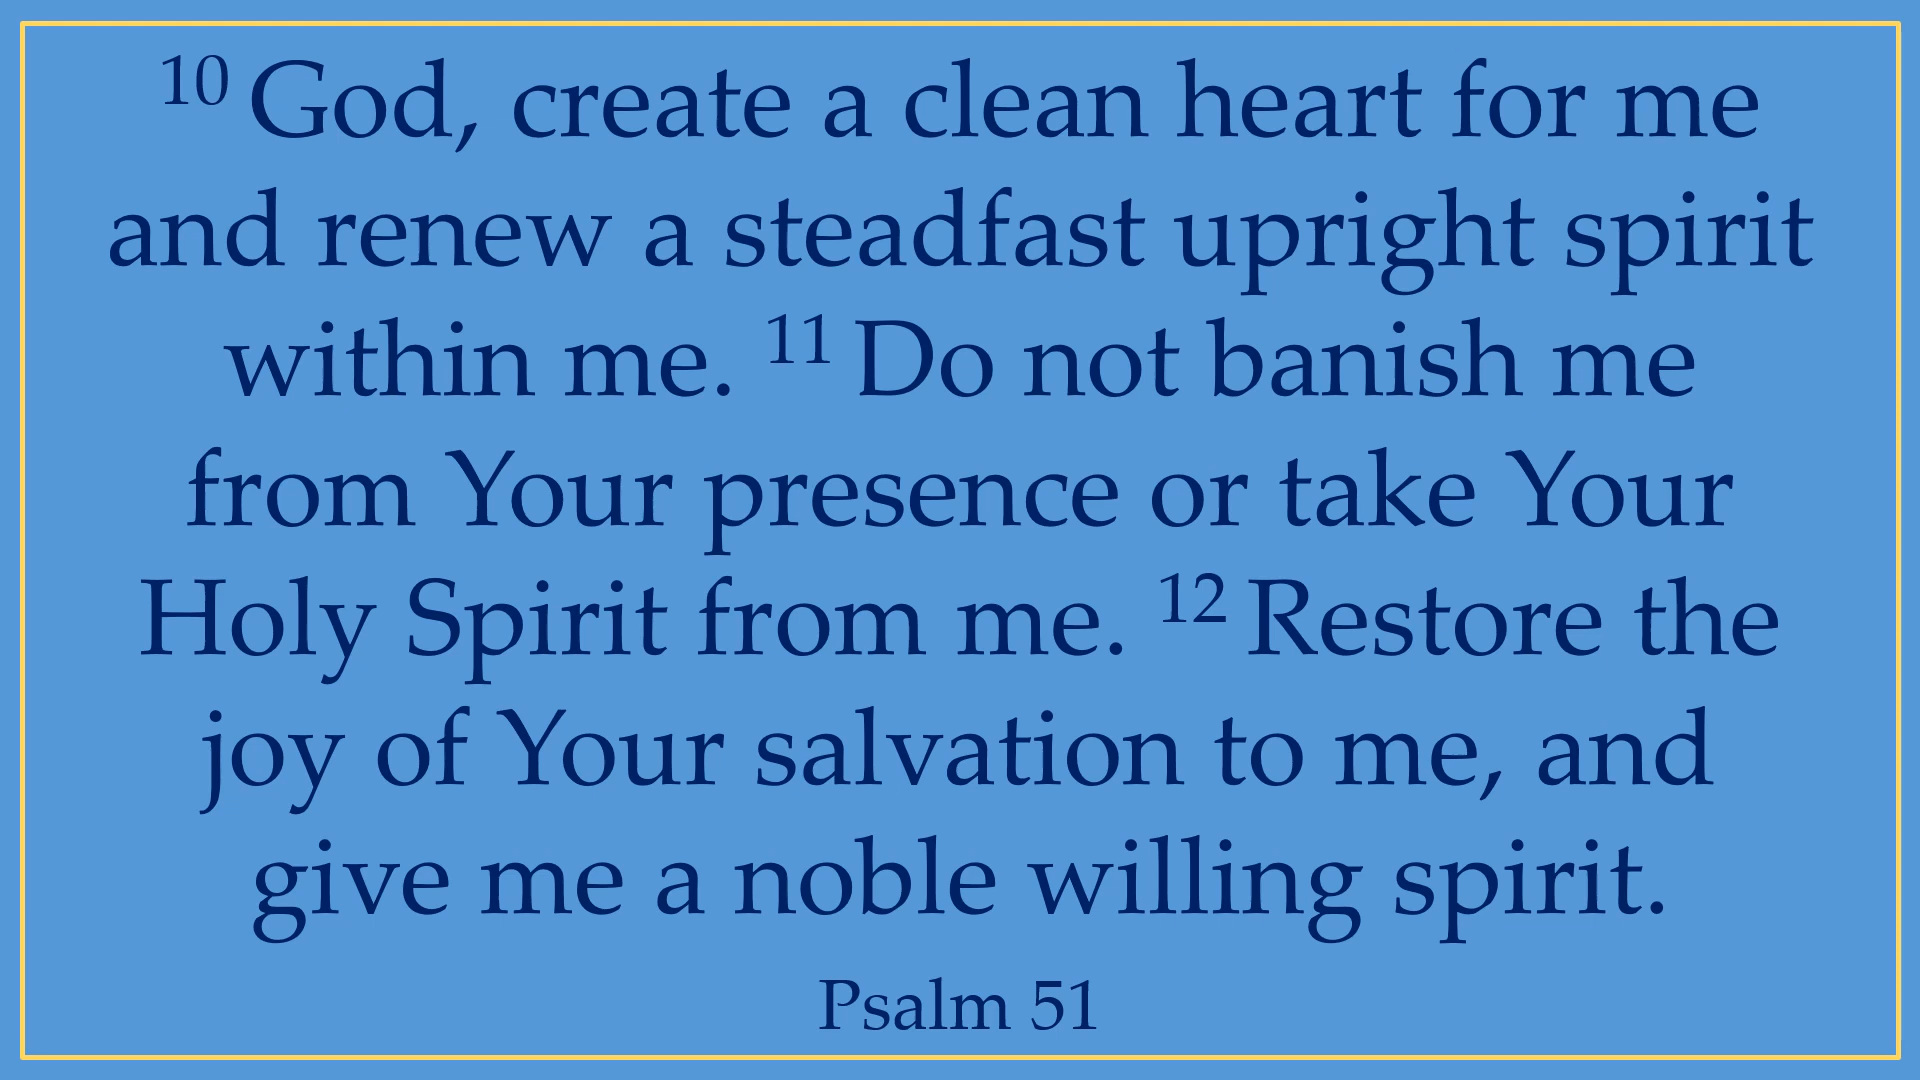 10 God, create a clean heart for me
and renew a steadfast upright spirit
within me. 11 Do not banish me
from Your presence or take Your
Holy Spirit from me. 12 Restore the
joy of Your salvation to me, and
give me a noble willing spirit.
Psalm 51